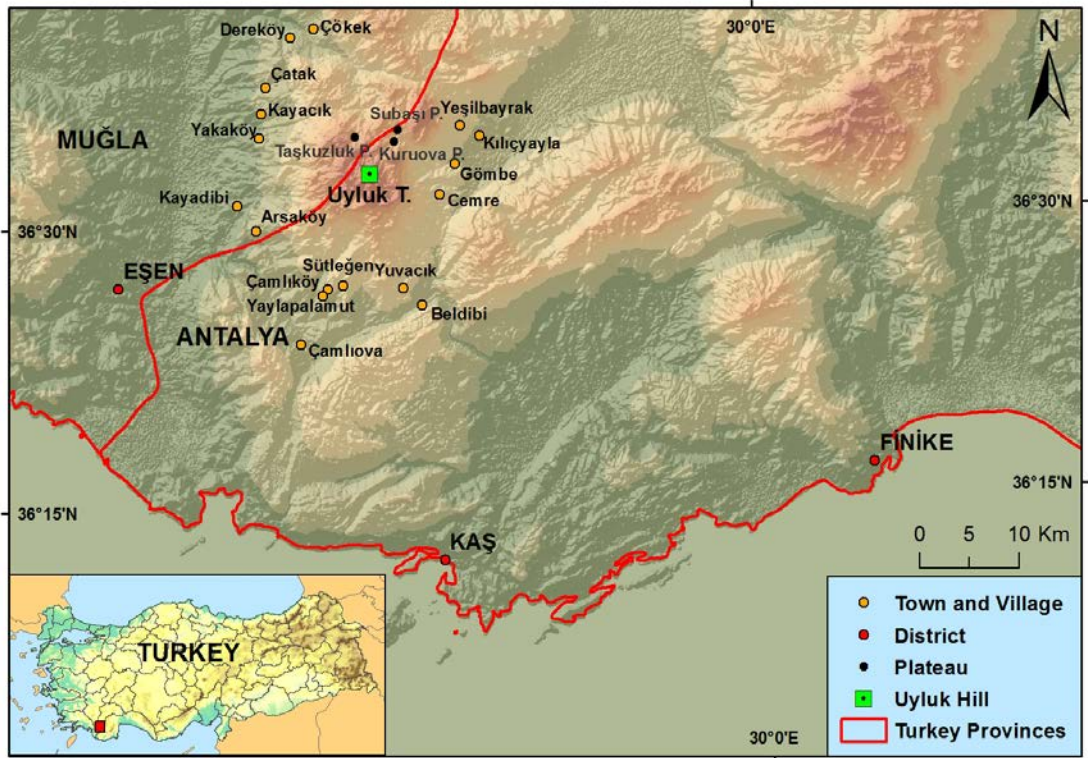 30°0'E
N
Çökek
Dereköy
Çatak
Kayacık
Subaşı P.
Yeşilbayrak
MUĞLA
Yakaköy
Kılıçyayla
Taşkuzluk P.
Kuruova P.
Gömbe
Uyluk T.
Cemre
Kayadibi
36°30'N
Arsaköy
36°30'N
EŞEN
Sütleğen
Yuvacık
Çamlıköy
Yaylapalamut
Beldibi
ANTALYA
Çamlıova
FİNİKE
36°15'N
36°15'N
KAŞ
0 5 10 Km
TURKEY
Town and Village
District
Plateau
Uyluk Hill
Turkey Provinces
30°0'E